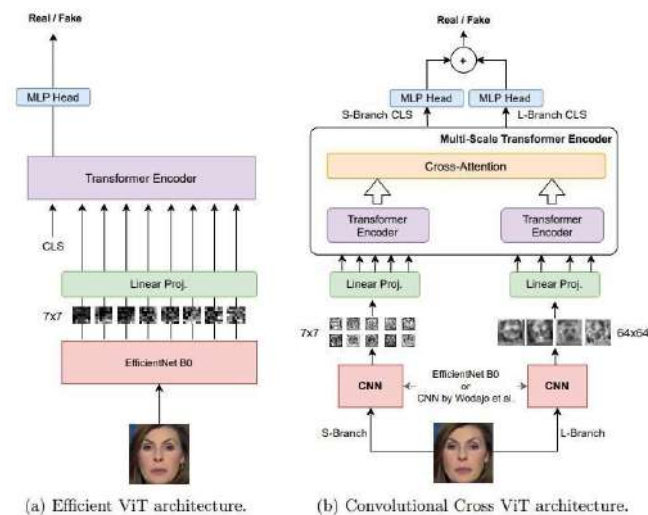 Real / Fake
MLP Head
Transformer Encoder
CLS
Linear Proj.
7x7
EfficientNet B0
(a) Efficient ViT architecture.
Real / Fake
+
MLP Head MLP Head
S-Branch CLS L-Branch CLS
Multi-Scale Transformer Encoder
Cross-Attention
Transformer Encoder
Transformer Encoder
Linear Proj. Linear Proj.
7x7 64x64
CNN CNN
EfficientNet B0
or
CNN by Wodajo et al.
S-Branch L-Branch
(b) Convolutional Cross ViT architecture.